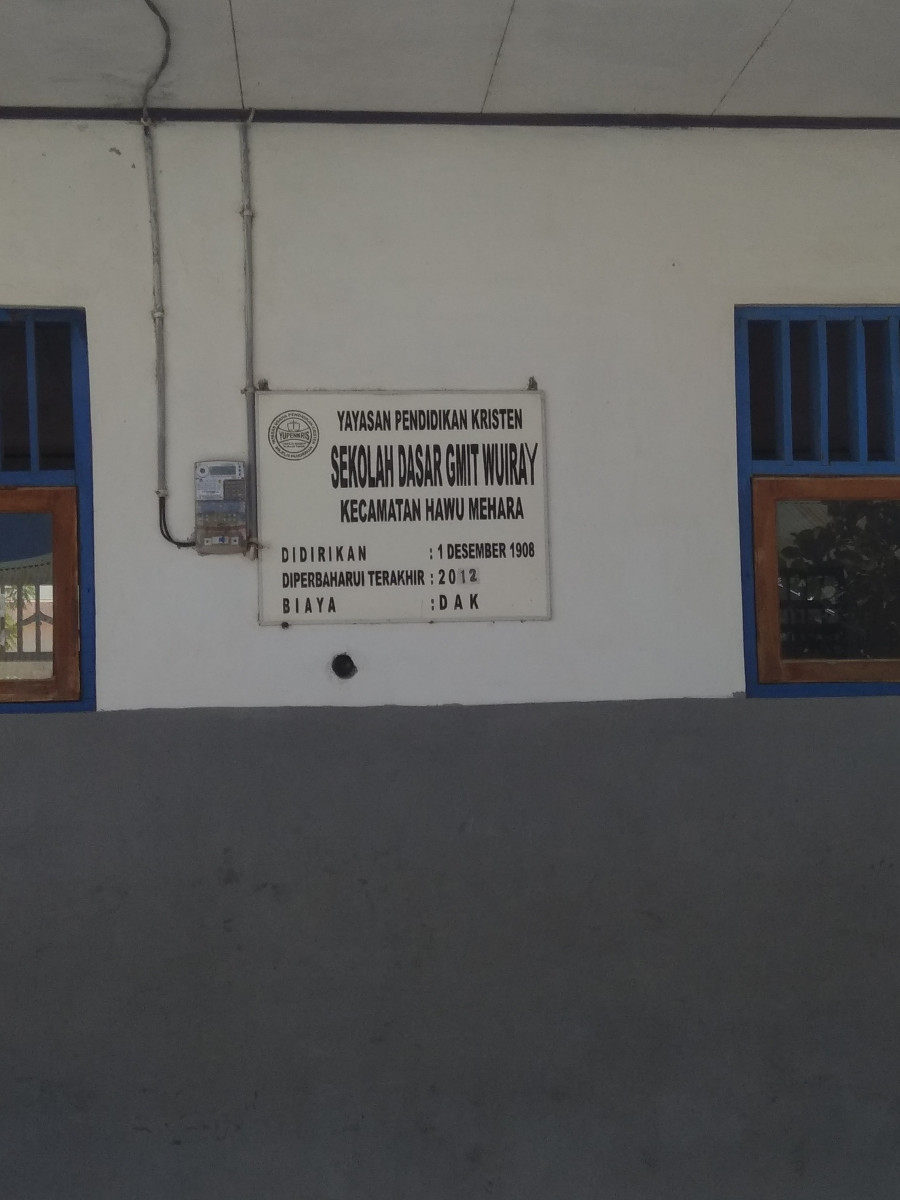 YAYASAN PENDIDIKAN KRISTEN
YUPENKRIS
SEKOLAH DASAR GMIT WUIRAY
KECAMATAN HAWU MEHARA
DIDIRIKAN : 1 DESEMBER 1908
DIPERBAHARUI TERAKHIR : 2012
BIAYA : DAK